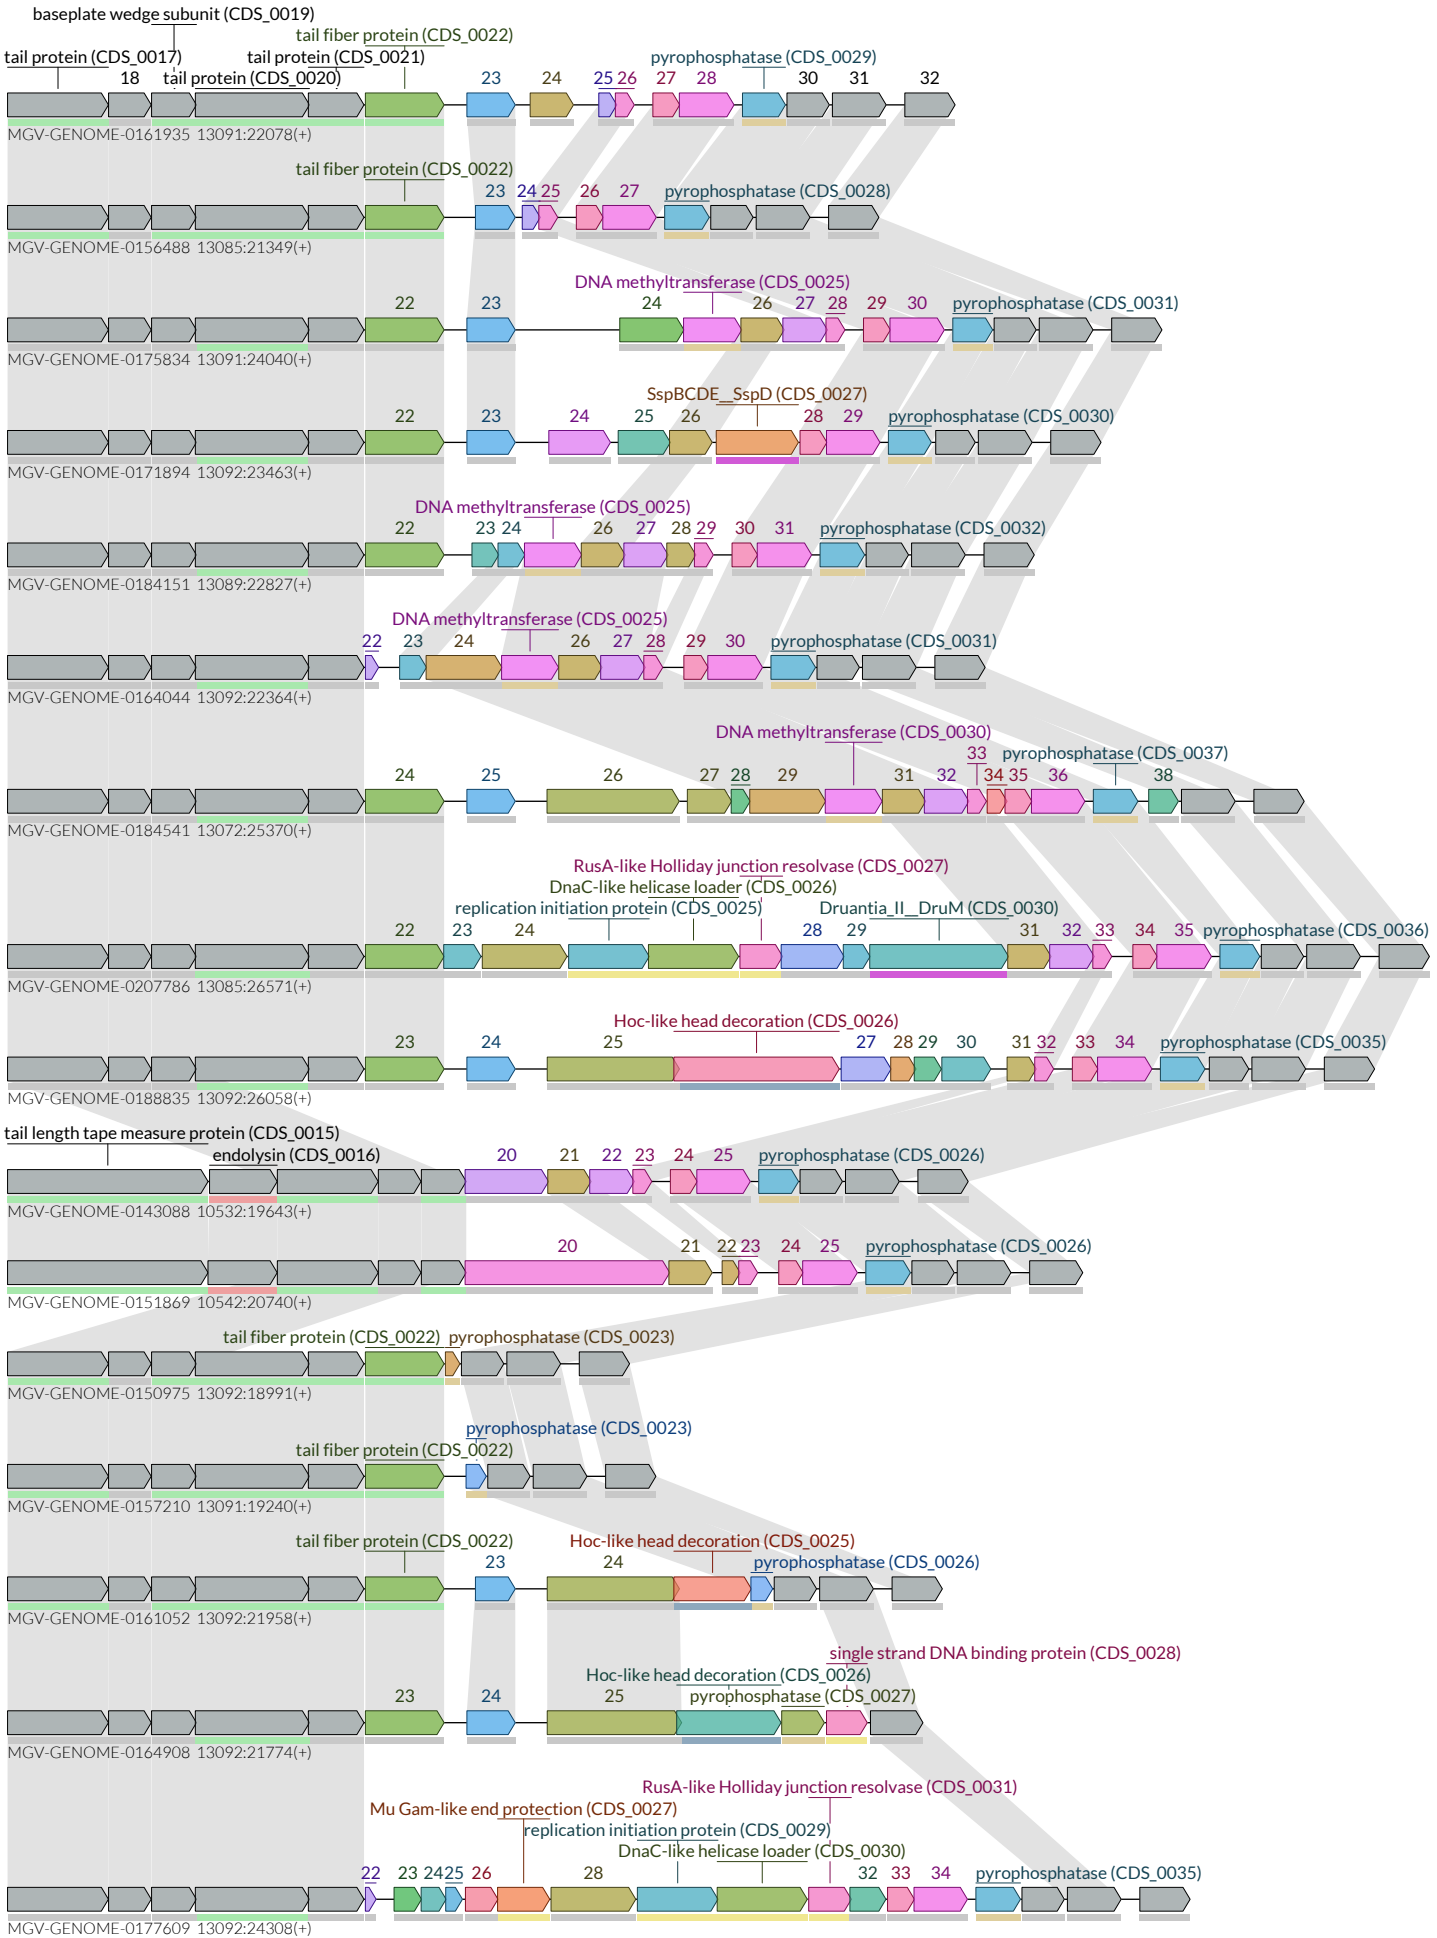 baseplate wedge subunit (CDS_0019)
tail fiber protein (CDS_0022)
tail protein (CDS_0017) tail protein (CDS_0021) pyrophosphatase (CDS_0029)
18 tail protein (CDS_0020) 23 24 25 26 27 28 30 31 32
MGV-GENOME-0161935 13091:22078(+)
tail fiber protein (CDS_0022)
23 24 25 26 27 pyrophosphatase (CDS_0028)
MGV-GENOME-0156488 13085:21349(+)
DNA methyltransferase (CDS_0025)
22 23 24 26 27 28 29 30 pyrophosphatase (CDS_0031)
MGV-GENOME-0175834 13091:24040(+)
SspBCDE__SspD (CDS_0027)
22 23 24 25 26 28 29 pyrophosphatase (CDS_0030)
MGV-GENOME-0171894 13092:23463(+)
DNA methyltransferase (CDS_0025)
22 23 24 26 27 28 29 30 31 pyrophosphatase (CDS_0032)
MGV-GENOME-0184151 13089:22827(+)
DNA methyltransferase (CDS_0025)
22 23 24 26 27 28 29 30 pyrophosphatase (CDS_0031)
MGV-GENOME-0164044 13092:22364(+)
DNA methyltransferase (CDS_0030)
33 pyrophosphatase (CDS_0037)
24 25 26 27 28 29 31 32 34 35 36 38
MGV-GENOME-0184541 13072:25370(+)
RusA-like Holliday junction resolvase (CDS_0027)
DnaC-like helicase loader (CDS_0026)
replication initiation protein (CDS_0025) Druantia_II__DruM (CDS_0030)
22 23 24 28 29 31 32 33 34 35 pyrophosphatase (CDS_0036)
MGV-GENOME-0207786 13085:26571(+)
Hoc-like head decoration (CDS_0026)
23 24 25 27 28 29 30 31 32 33 34 pyrophosphatase (CDS_0035)
MGV-GENOME-0188835 13092:26058(+)
tail length tape measure protein (CDS_0015)
endolysin (CDS_0016) 20 21 22 23 24 25 pyrophosphatase (CDS_0026)
MGV-GENOME-0143088 10532:19643(+)
20 21 22 23 24 25 pyrophosphatase (CDS_0026)
MGV-GENOME-0151869 10542:20740(+)
tail fiber protein (CDS_0022) pyrophosphatase (CDS_0023)
MGV-GENOME-0150975 13092:18991(+)
pyrophosphatase (CDS_0023)
tail fiber protein (CDS_0022)
MGV-GENOME-0157210 13091:19240(+)
tail fiber protein (CDS_0022) Hoc-like head decoration (CDS_0025)
23 24 pyrophosphatase (CDS_0026)
MGV-GENOME-0161052 13092:21958(+)
single strand DNA binding protein (CDS_0028)
Hoc-like head decoration (CDS_0026)
23 24 25 pyrophosphatase (CDS_0027)
MGV-GENOME-0164908 13092:21774(+)
RusA-like Holliday junction resolvase (CDS_0031)
Mu Gam-like end protection (CDS_0027)
replication initiation protein (CDS_0029)
DnaC-like helicase loader (CDS_0030)
22 23 24 25 26 28 32 33 34 pyrophosphatase (CDS_0035)
MGV-GENOME-0177609 13092:24308(+)